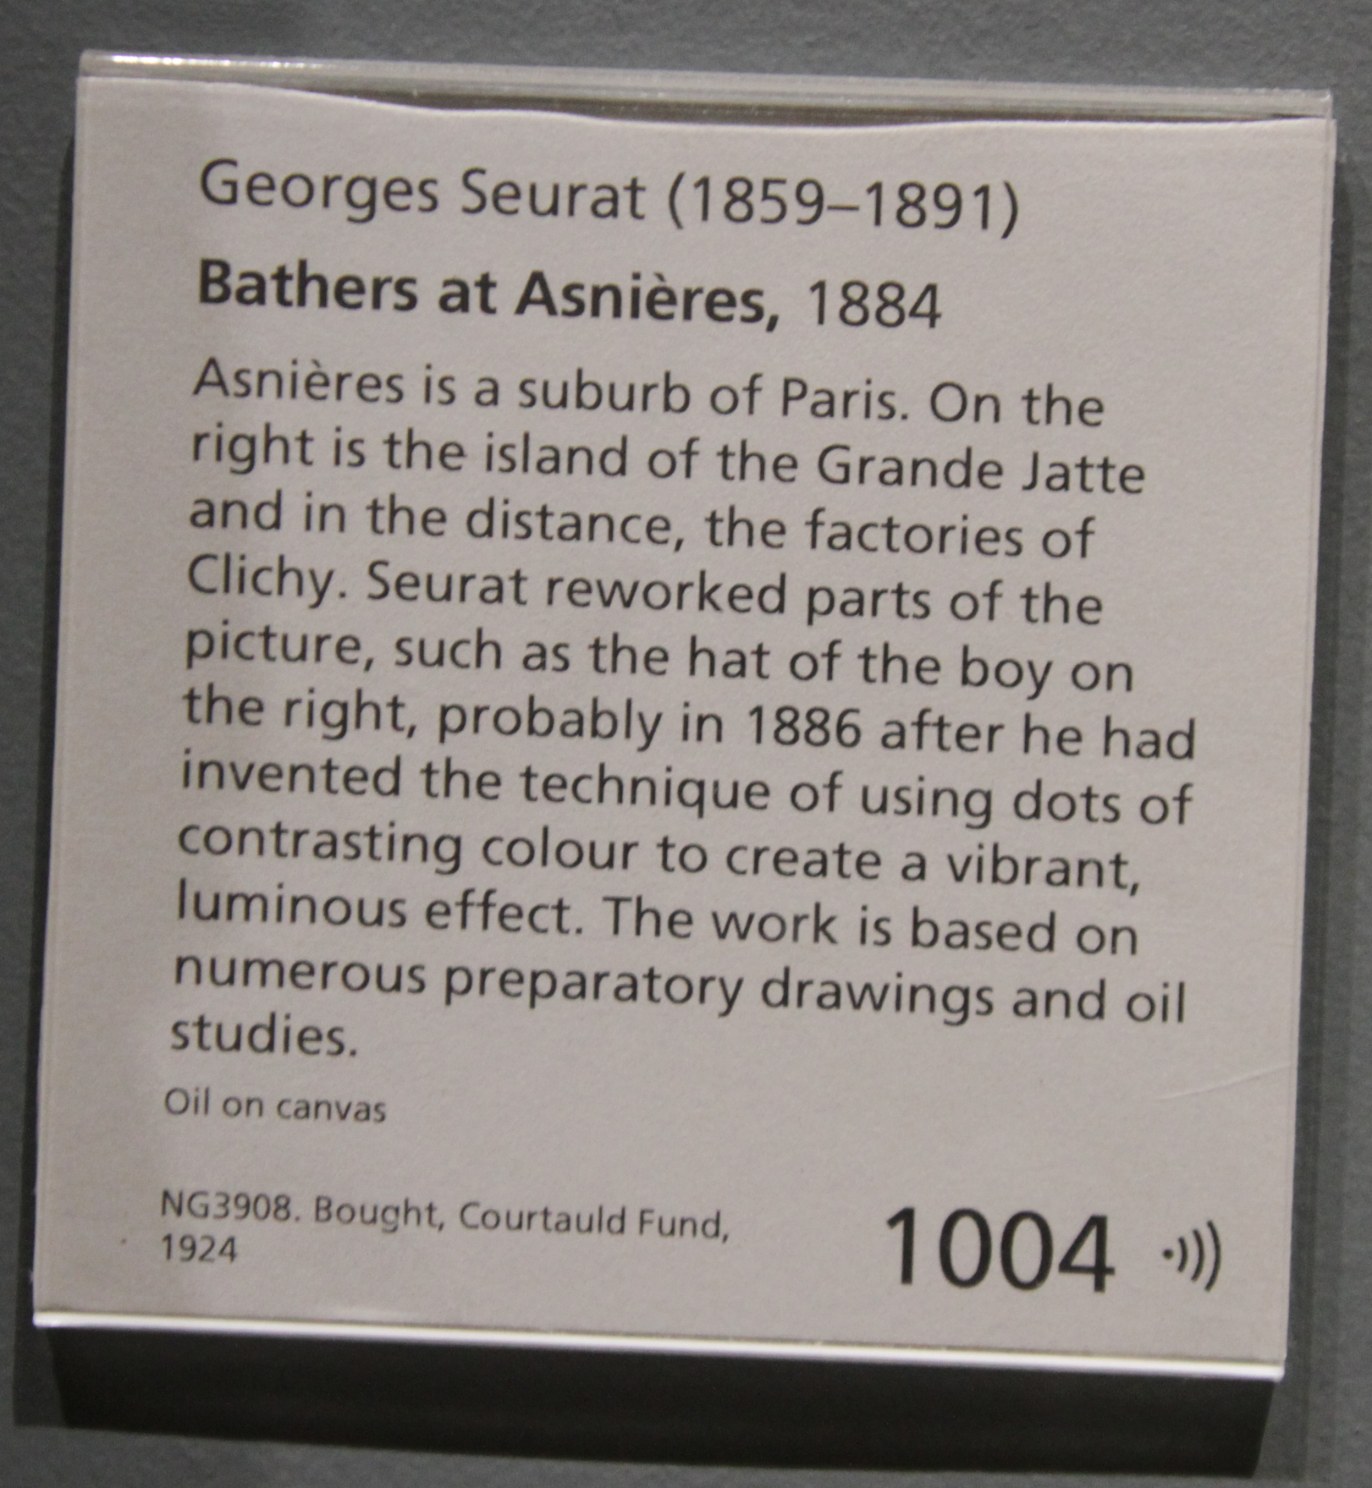 Georges Seurat (1859–1891)
Bathers at Asnières, 1884
Asnières is a suburb of Paris. On the
right is the island of the Grande Jatte
and in the distance, the factories of
Clichy. Seurat reworked parts of the
picture, such as the hat of the boy on
the right, probably in 1886 after he had
invented the technique of using dots of
contrasting colour to create a vibrant,
luminous effect. The work is based on
numerous preparatory drawings and oil
studies.
Oil on canvas
NG3908. Bought, Courtauld Fund,
1924
1004